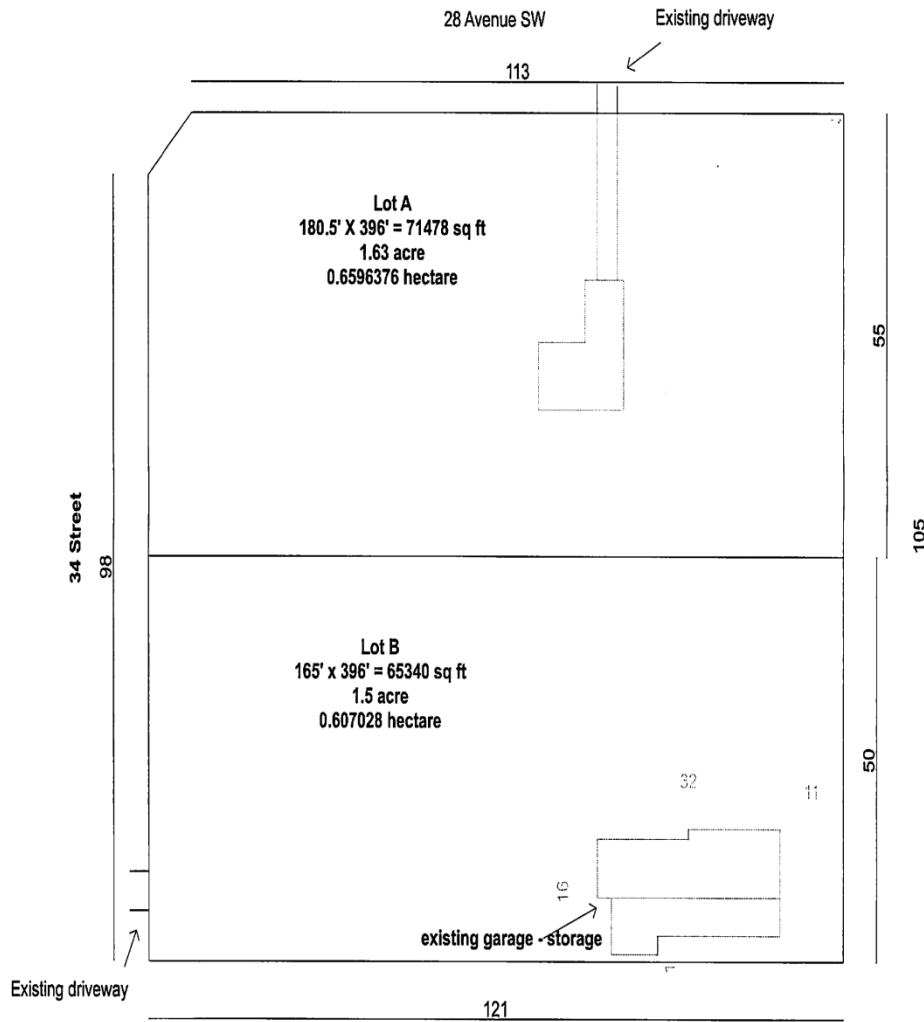 28 Avenue SW
Existing driveway
113
Lot A
180.5' X 396' = 71478 sq ft
1.63 acre
0.6596376 hectare
55
105
34 Street
98
Lot B
165' x 396' = 65340 sq ft
1.5 acre
0.607028 hectare
50
32
11
16
existing garage - storage
Existing driveway
121